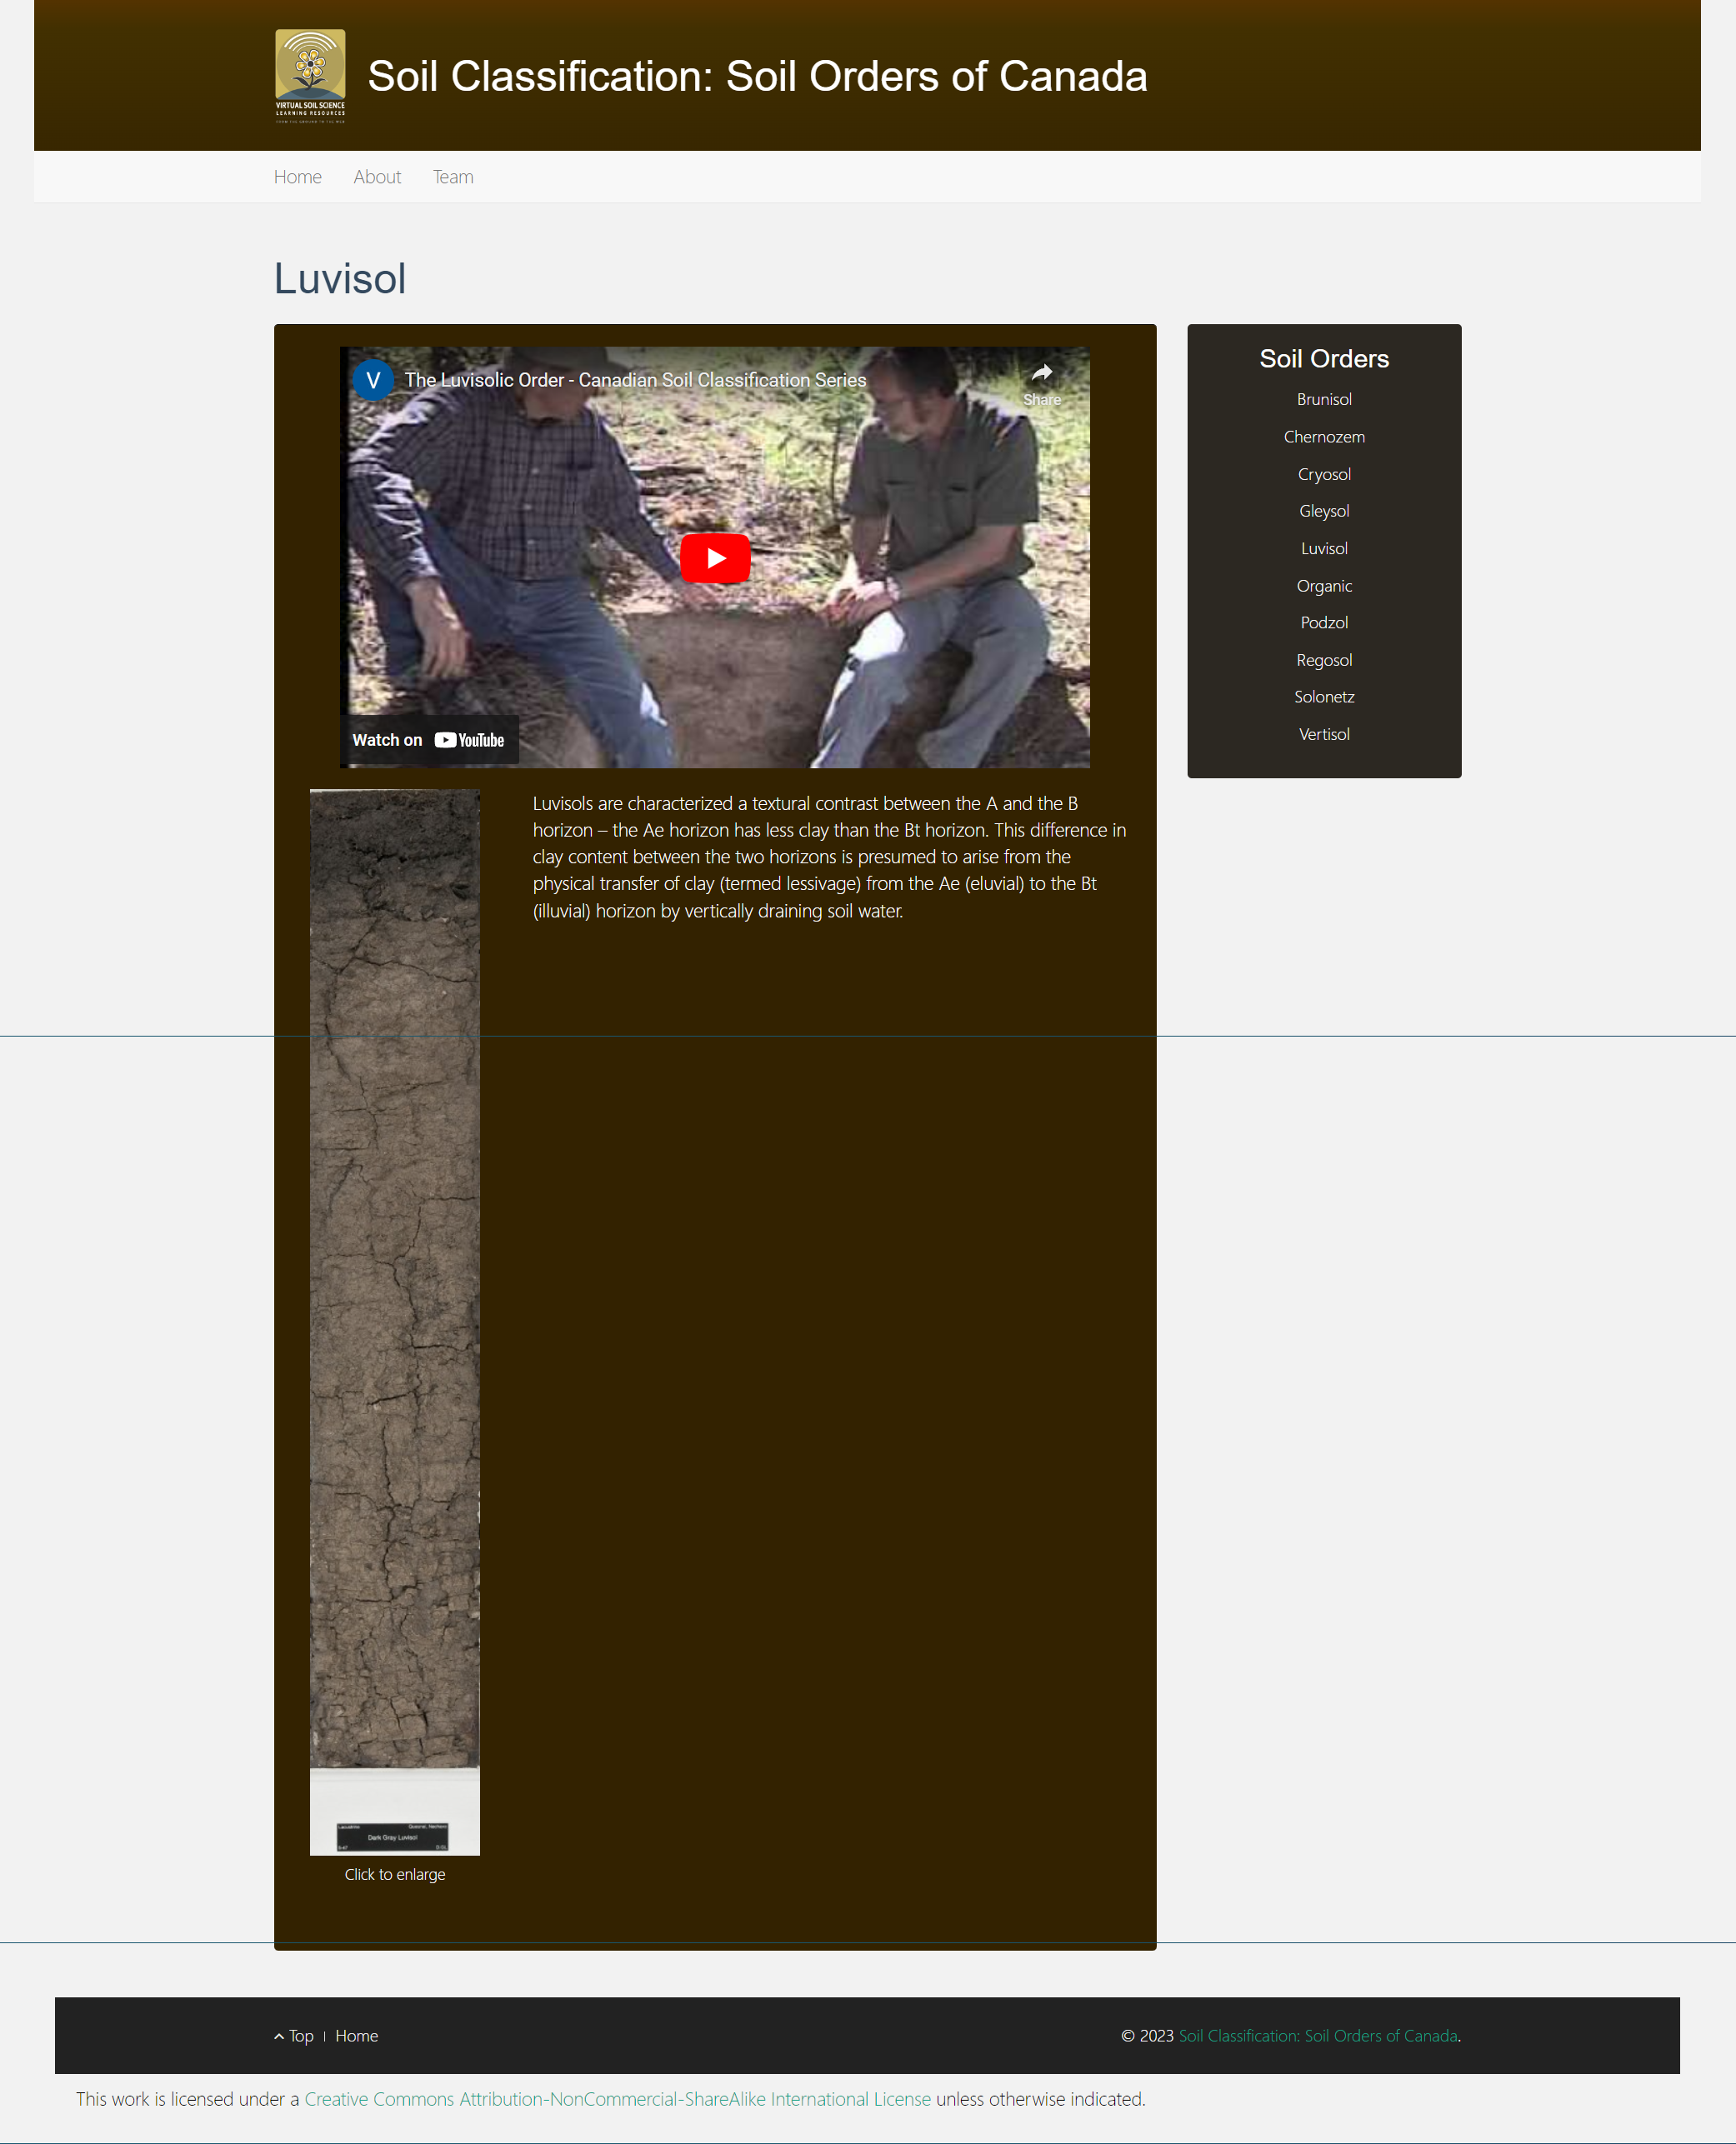 VIRTUAL SOIL SCIENCE
LEARNING RESOURCES
Soil Classification: Soil Orders of Canada
Home About Team
Luvisol
V The Luvisolic Order - Canadian Soil Classification Series
Share
Watch on YouTube
Soil Orders
Brunisol
Chernozem
Cryosol
Gleysol
Luvisol
Organic
Podzol
Regosol
Solonetz
Vertisol
Luvisols are characterized a textural contrast between the A and the B
horizon – the Ae horizon has less clay than the Bt horizon. This difference in
clay content between the two horizons is presumed to arise from the
physical transfer of clay (termed lessivage) from the Ae (eluvial) to the Bt
(illuvial) horizon by vertically draining soil water.
Dark Gray Luvisol
Click to enlarge
Top | Home
© 2023 Soil Classification: Soil Orders of Canada.
This work is licensed under a Creative Commons Attribution-NonCommercial-ShareAlike International License unless otherwise indicated.